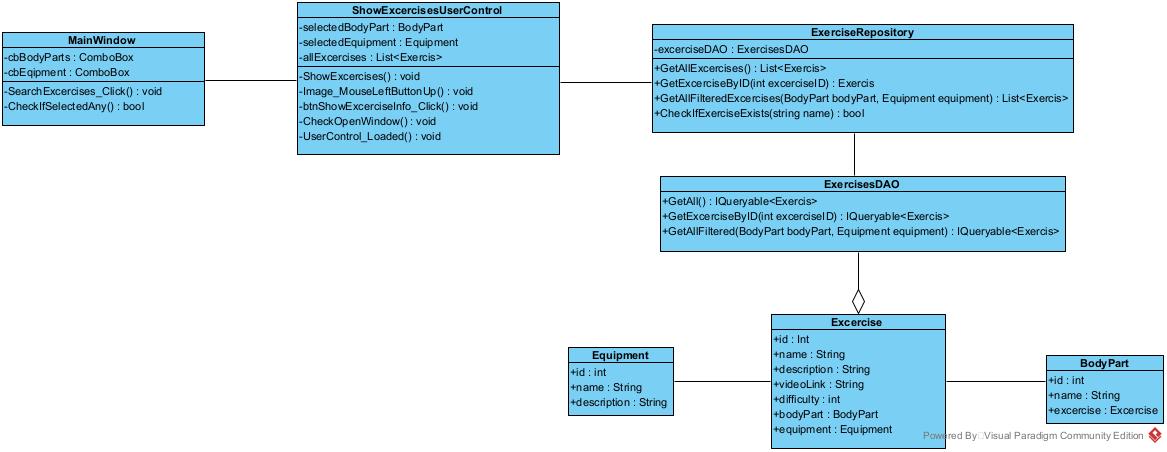 MainWindow
-cbBodyParts : ComboBox
-cbEqipment : ComboBox
-SearchExcercises_Click() : void
-CheckIfSelectedAny() : bool
ShowExcercisesUserControl
-selectedBodyPart : BodyPart
-selectedEquipment : Equipment
-allExcercises : List<Exercis>
-ShowExcercises() : void
-Image_MouseLeftButtonUp() : void
-btnShowExcerciseInfo_Click() : void
-CheckOpenWindow() : void
-UserControl_Loaded() : void
ExerciseRepository
-excerciseDAO : ExercisesDAO
+GetAllExcercises() : List<Exercis>
+GetExcerciseByID(int excerciseID) : Exercis
+GetAllFilteredExcercises(BodyPart bodyPart, Equipment equipment) : List<Exercis>
+CheckIfExerciseExists(string name) : bool
ExercisesDAO
+GetAll() : IQueryable<Exercis>
+GetExcerciseByID(int excerciseID) : IQueryable<Exercis>
+GetAllFiltered(BodyPart bodyPart, Equipment equipment) : IQueryable<Exercis>
Equipment
+id : int
+name : String
+description : String
Excercise
+id : Int
+name : String
+description : String
+videoLink : String
+difficulty : int
+bodyPart : BodyPart
+equipment : Equipment
BodyPart
+id : int
+name : String
+excercise : Excercise
Powered By Visual Paradigm Community Edition